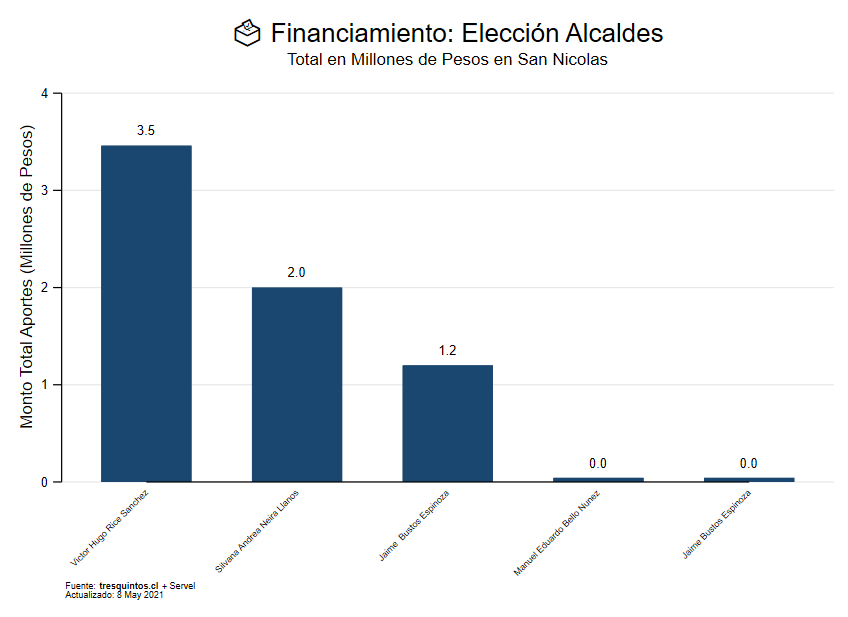 Financiamiento: Elección Alcaldes
Total en Millones de Pesos en San Nicolas
Monto Total Aportes (Millones de Pesos)
4
3
2
1
0
3.5
2.0
1.2
0.0
0.0
Victor Hugo Rice Sanchez
Silvana Andrea Neira Llanos
Jaime  Bustos Espinoza
Manuel Eduardo Bello Nunez
Jaime Bustos Espinoza
Fuente: tresquintos.cl + Servel
Actualizado: 8 May 2021